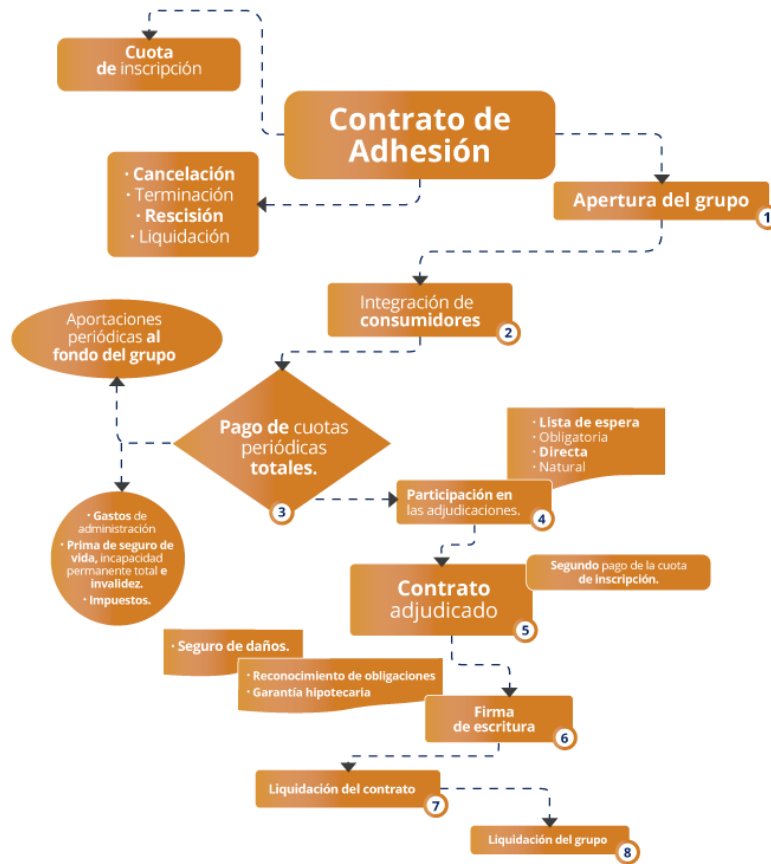 Cuota
de inscripción
Contrato de
Adhesión
· Cancelación
· Terminación
· Rescisión
· Liquidación
Apertura del grupo
1
Integración de
consumidores
2
Aportaciones
periódicas al
fondo del grupo
Pago de cuotas
periódicas
totales.
3
· Gastos de
administración
· Prima de seguro de
vida, incapacidad
permanente total e
invalidez.
· Impuestos.
· Lista de espera
· Obligatoria
· Directa
· Natural
Participación en
las adjudicaciones.
4
Contrato
adjudicado
5
Segundo pago de la cuota
de inscripción.
· Seguro de daños.
· Reconocimiento de obligaciones
· Garantía hipotecaria
Firma
de escritura
6
Liquidación del contrato
7
Liquidación del grupo
8